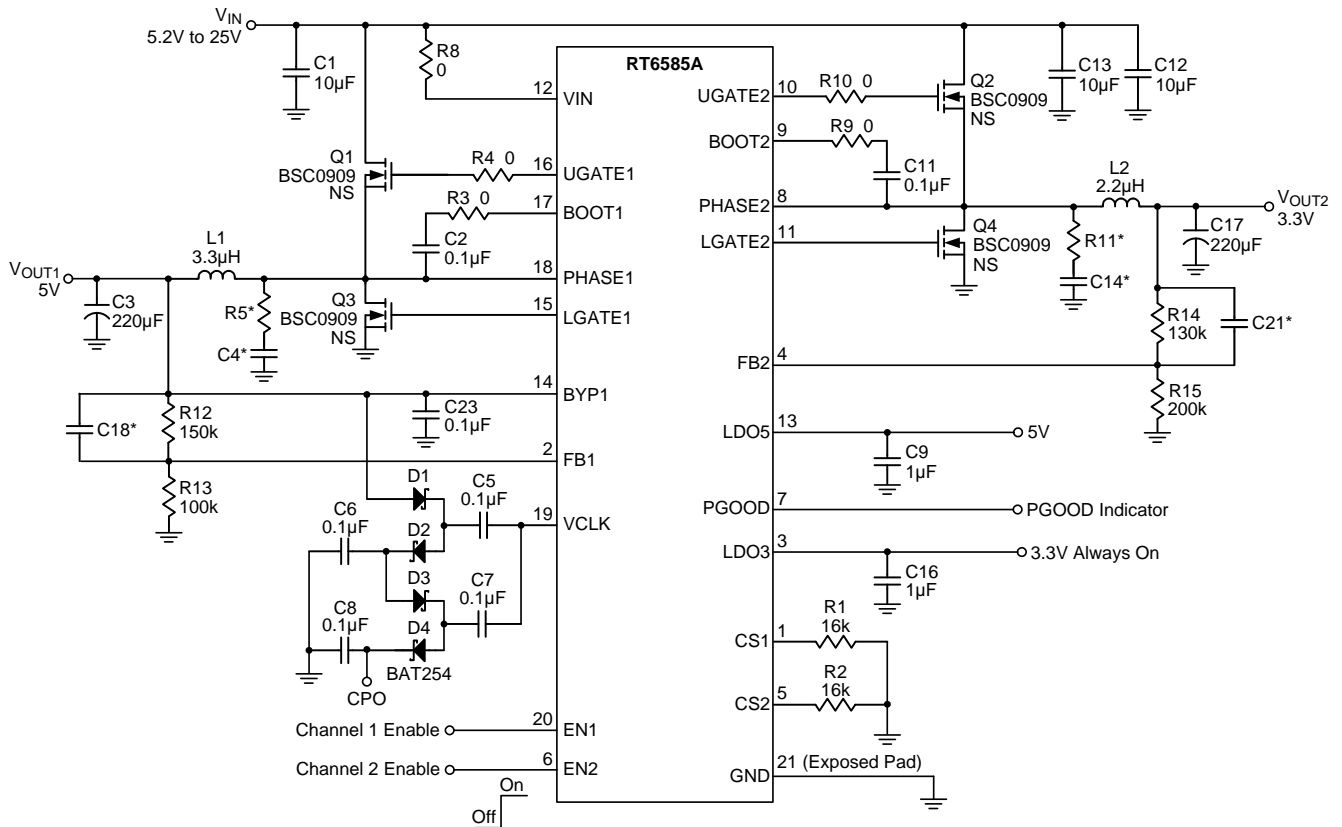 VIN
5.2V to 25V
C1
10µF
R8
0
RT6585A
12
VIN
10
UGATE2
R10 0
Q2
BSC0909
NS
C13
10µF
C12
10µF
9
BOOT2
R9 0
C11
0.1µF
Q1
BSC0909
NS
R4 0
16
UGATE1
R3 0
17
BOOT1
C2
0.1µF
18
PHASE1
8
PHASE2
L2
2.2µH
VOUT2
3.3V
C17
220µF
11
LGATE2
Q4
BSC0909
NS
R11*
C14*
L1
3.3µH
VOUT1
5V
C3
220µF
R5*
C4*
Q3
BSC0909
NS
15
LGATE1
R14
130k
C21*
4
FB2
R15
200k
14
BYP1
C23
0.1µF
C18*
R12
150k
2
FB1
R13
100k
13
LDO5
5V
C9
1µF
D1
C5
0.1µF
19
VCLK
C6
0.1µF
D2
D3
C7
0.1µF
C8
0.1µF
D4
BAT254
CPO
7
PGOOD
PGOOD Indicator
3
LDO3
3.3V Always On
C16
1µF
1
CS1
R1
16k
5
CS2
R2
16k
Channel 1 Enable
20
EN1
Channel 2 Enable
6
EN2
On
Off
GND
21 (Exposed Pad)